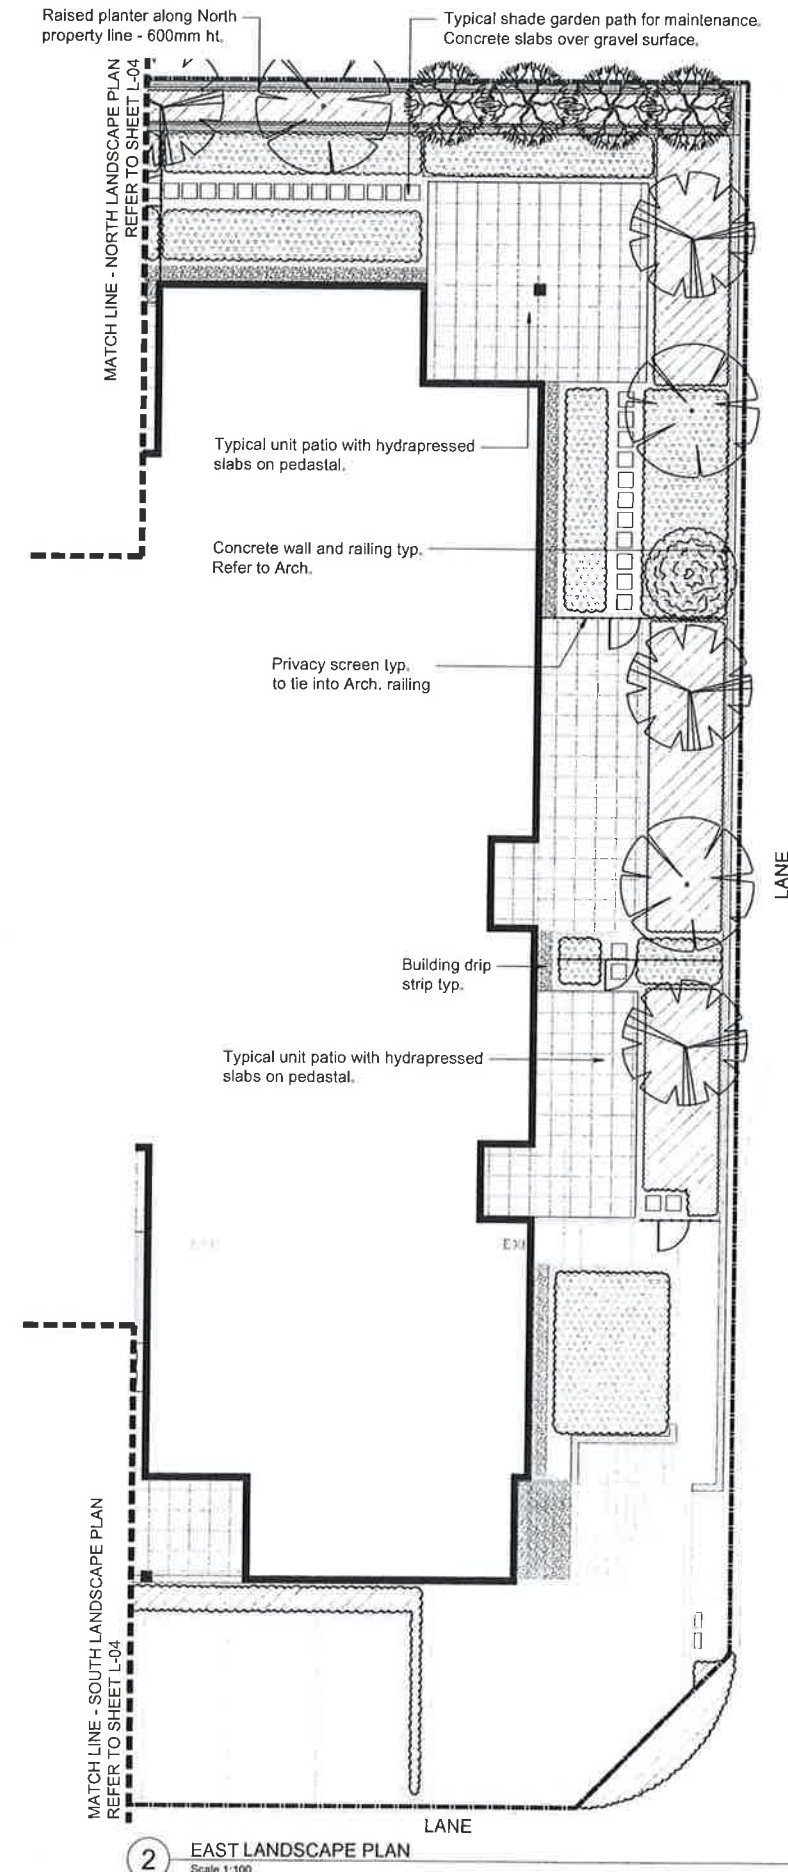 Raised planter along North
property line - 600mm ht.
Typical shade garden path for maintenance.
Concrete slabs over gravel surface.
MATCH LINE - NORTH LANDSCAPE PLAN
REFER TO SHEET L-04
Typical unit patio with hydrapressed
slabs on pedastal.
Concrete wall and railing typ.
Refer to Arch.
Privacy screen typ.
to tie into Arch. railing
LANE
Building drip
strip typ.
Typical unit patio with hydrapressed
slabs on pedastal.
MATCH LINE - SOUTH LANDSCAPE PLAN
REFER TO SHEET L-04
LANE
2
EAST LANDSCAPE PLAN
Scale 1:100